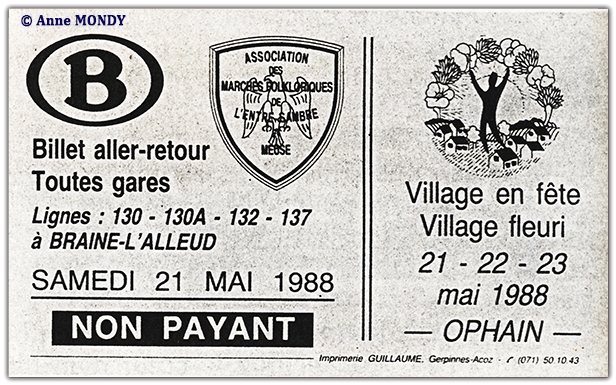 © Anne MONDY
B
Billet aller-retour
Toutes gares
Lignes : 130 - 130A - 132 - 137
à BRAINE-L'ALLEUD
SAMEDI 21 MAI 1988
NON PAYANT
ASSOCIATION
DES
MARCHES FOLKLORIQUES
DE
L'ENTRE SAMBRE
MEUSE
Village en fête
Village fleuri
21 - 22 - 23
mai 1988
— OPHAIN —
Imprimerie GUILLAUME, Gerpinnes-Acoz - ✆ (071) 50.10.43